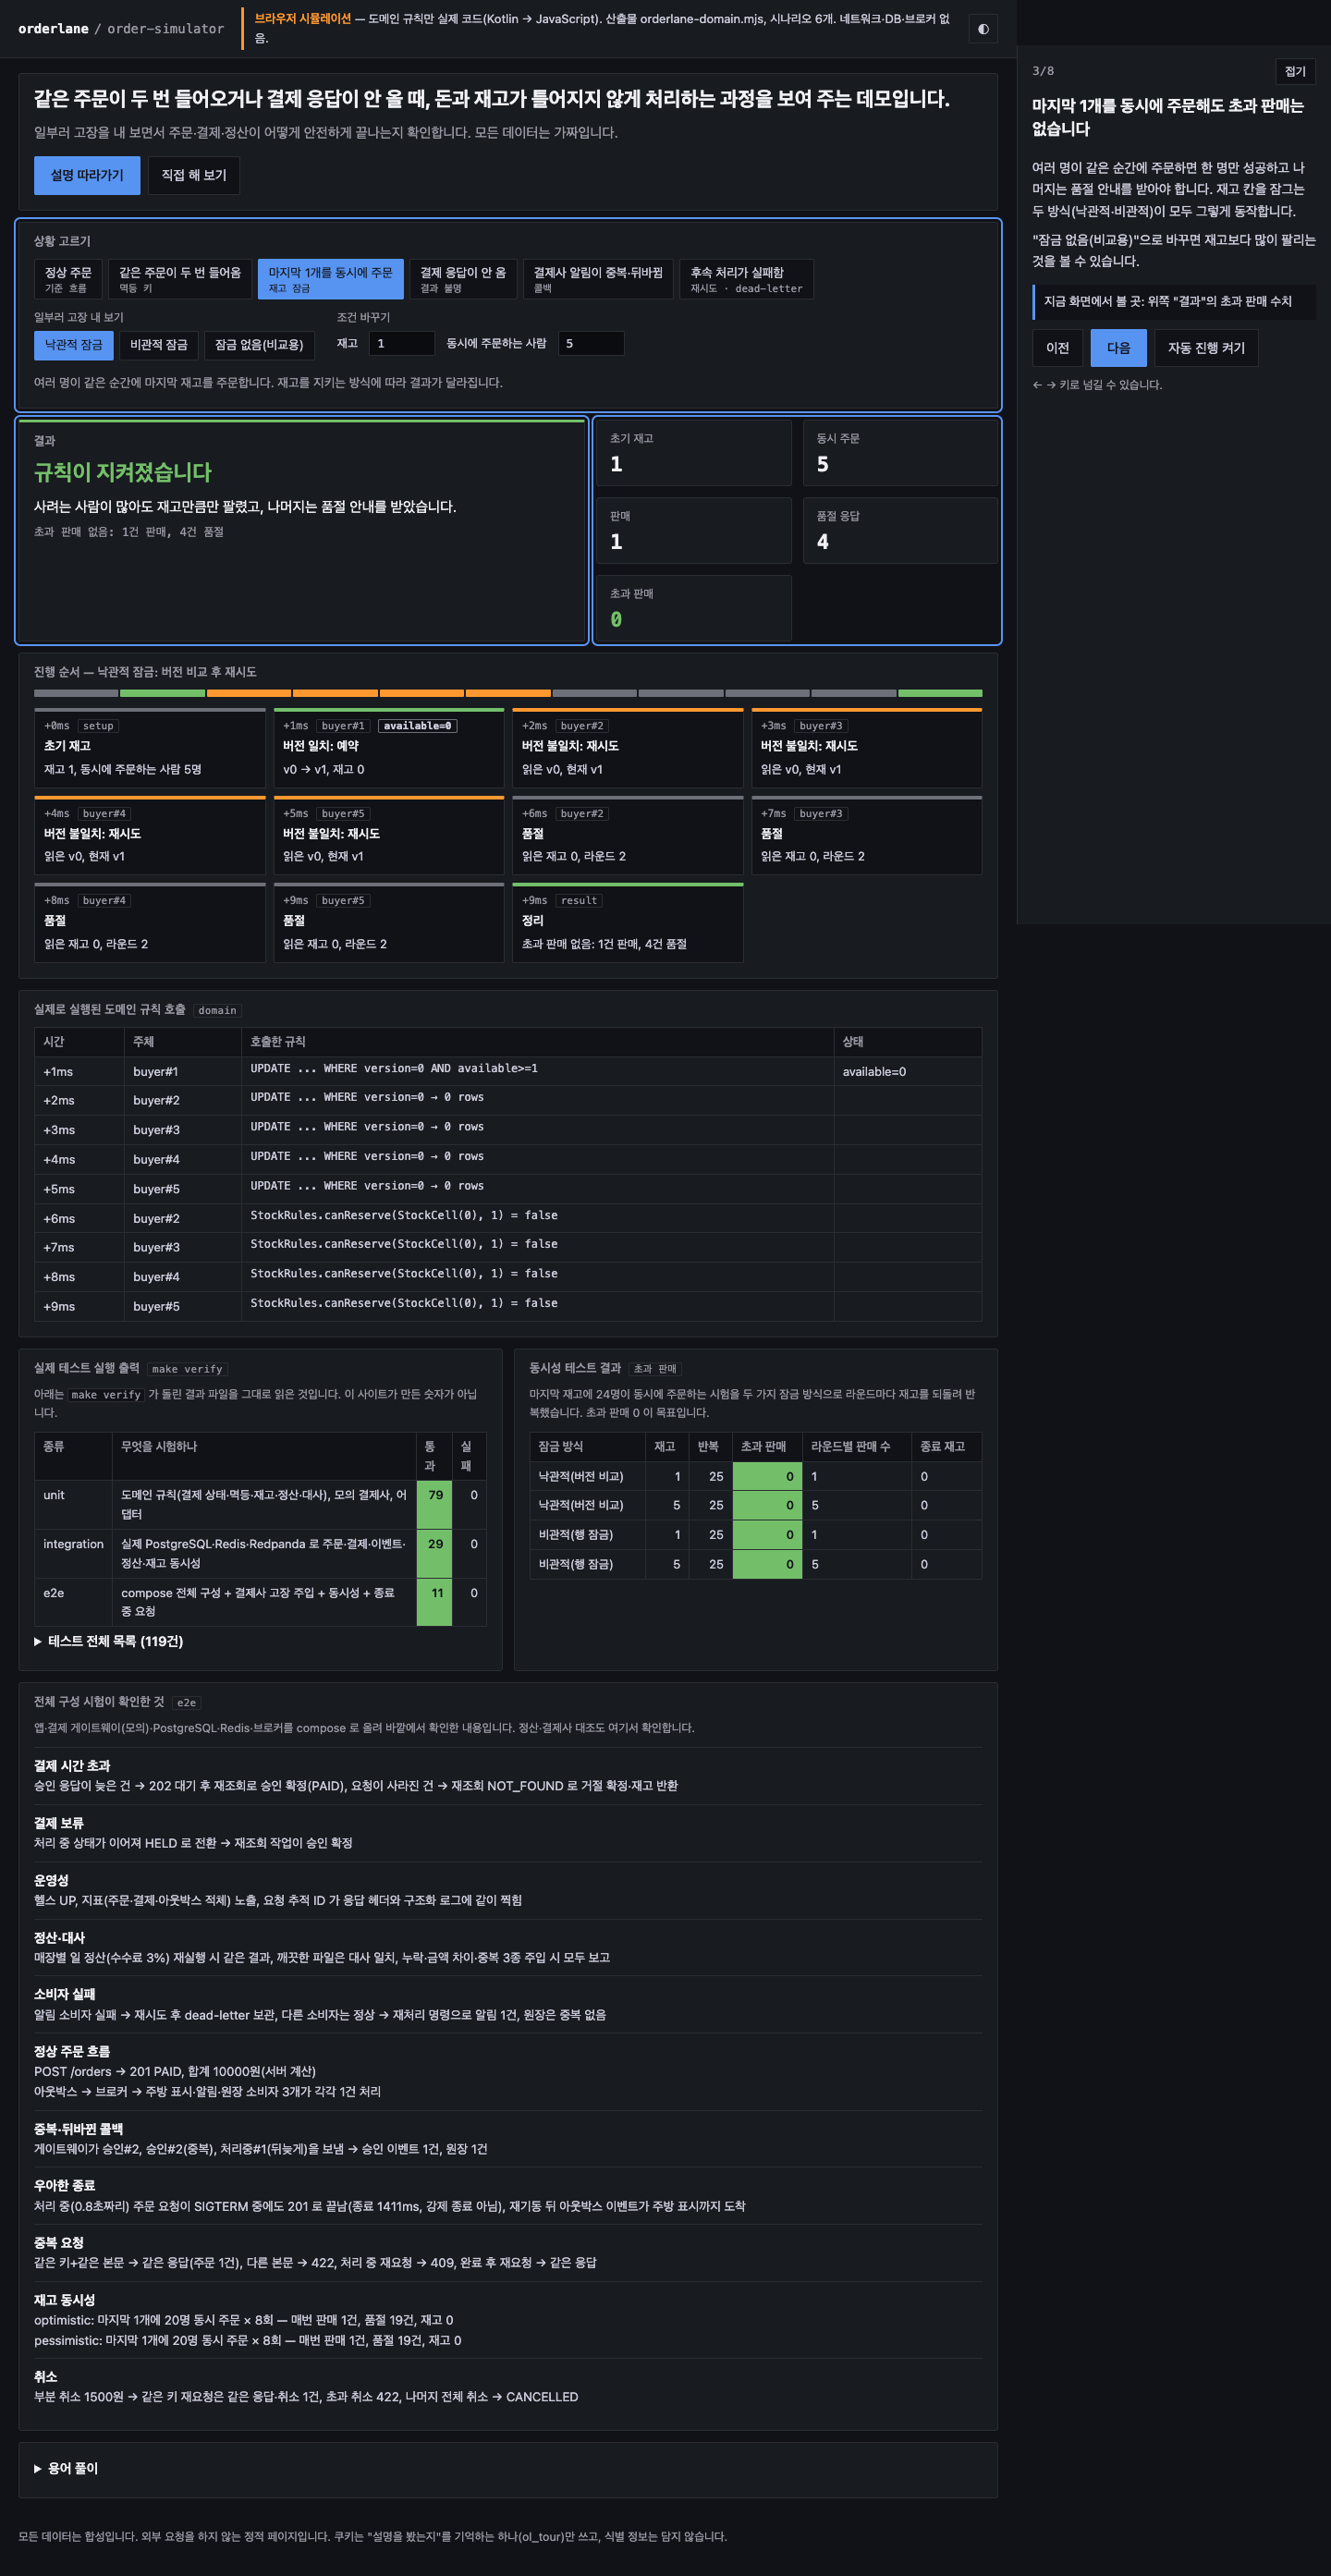 orderlane / order-simulator
브라우저 시뮬레이션 — 도메인 규칙만 실제 코드(Kotlin → JavaScript). 산출물 orderlane-domain.mjs, 시나리오 6개. 네트워크·DB·브로커 없
음.
같은 주문이 두 번 들어오거나 결제 응답이 안 올 때, 돈과 재고가 틀어지지 않게 처리하는 과정을 보여 주는 데모입니다.
일부러 고장을 내 보면서 주문·결제·정산이 어떻게 안전하게 끝나는지 확인합니다. 모든 데이터는 가짜입니다.
설명 따라가기 직접 해 보기
상황 고르기
정상 주문 같은 주문이 두 번 들어옴 마지막 1개를 동시에 주문 결제 응답이 안 옴 결제사 알림이 중복·뒤바뀜 후속 처리가 실패함
기준 흐름 멱등 키 재고 잠금 결과 불명 콜백 재시도 · dead-letter
일부러 고장 내 보기 조건 바꾸기
낙관적 잠금 비관적 잠금 잠금 없음(비교용) 재고 1 동시에 주문하는 사람 5
여러 명이 같은 순간에 마지막 재고를 주문합니다. 재고를 지키는 방식에 따라 결과가 달라집니다.
결과
규칙이 지켜졌습니다
사려는 사람이 많아도 재고만큼만 팔렸고, 나머지는 품절 안내를 받았습니다.
초과 판매 없음: 1건 판매, 4건 품절
초기 재고 동시 주문
1 5
판매 품절 응답
1 4
초과 판매
0
진행 순서 — 낙관적 잠금: 버전 비교 후 재시도
+0ms setup +1ms buyer#1 available=0 +2ms buyer#2 +3ms buyer#3
초기 재고 버전 일치: 예약 버전 불일치: 재시도 버전 불일치: 재시도
재고 1, 동시에 주문하는 사람 5명 v0 → v1, 재고 0 읽은 v0, 현재 v1 읽은 v0, 현재 v1
+4ms buyer#4 +5ms buyer#5 +6ms buyer#2 +7ms buyer#3
버전 불일치: 재시도 버전 불일치: 재시도 품절 품절
읽은 v0, 현재 v1 읽은 v0, 현재 v1 읽은 재고 0, 라운드 2 읽은 재고 0, 라운드 2
+8ms buyer#4 +9ms buyer#5 +9ms result
품절 품절 정리
읽은 재고 0, 라운드 2 읽은 재고 0, 라운드 2 초과 판매 없음: 1건 판매, 4건 품절
실제로 실행된 도메인 규칙 호출 domain
시간 주체 호출한 규칙 상태
+1ms buyer#1 UPDATE ... WHERE version=0 AND available>=1 available=0
+2ms buyer#2 UPDATE ... WHERE version=0 → 0 rows
+3ms buyer#3 UPDATE ... WHERE version=0 → 0 rows
+4ms buyer#4 UPDATE ... WHERE version=0 → 0 rows
+5ms buyer#5 UPDATE ... WHERE version=0 → 0 rows
+6ms buyer#2 StockRules.canReserve(StockCell(0), 1) = false
+7ms buyer#3 StockRules.canReserve(StockCell(0), 1) = false
+8ms buyer#4 StockRules.canReserve(StockCell(0), 1) = false
+9ms buyer#5 StockRules.canReserve(StockCell(0), 1) = false
실제 테스트 실행 출력 make verify
아래는 make verify 가 돌린 결과 파일을 그대로 읽은 것입니다. 이 사이트가 만든 숫자가 아닙
니다.
종류 무엇을 시험하나 통과 실패
unit 도메인 규칙(결제 상태·멱등·재고·정산·대사), 모의 결제사, 어댑터 79 0
integration 실제 PostgreSQL·Redis·Redpanda 로 주문·결제·이벤트·정산·재고 동시성 29 0
e2e compose 전체 구성 + 결제사 고장 주입 + 동시성 + 종료 중 요청 11 0
▶ 테스트 전체 목록 (119건)
동시성 테스트 결과 초과 판매
마지막 재고에 24명이 동시에 주문하는 시험을 두 가지 잠금 방식으로 라운드마다 재고를 되돌려 반
복했습니다. 초과 판매 0 이 목표입니다.
잠금 방식 재고 반복 초과 판매 라운드별 판매 수 종료 재고
낙관적(버전 비교) 1 25 0 1 0
낙관적(버전 비교) 5 25 0 5 0
비관적(행 잠금) 1 25 0 1 0
비관적(행 잠금) 5 25 0 5 0
전체 구성 시험이 확인한 것 e2e
앱·결제 게이트웨이(모의)·PostgreSQL·Redis·브로커를 compose 로 올려 바깥에서 확인한 내용입니다. 정산·결제사 대조도 여기서 확인합니다.
결제 시간 초과
승인 응답이 늦은 건 → 202 대기 후 재조회로 승인 확정(PAID), 요청이 사라진 건 → 재조회 NOT_FOUND 로 거절 확정·재고 반환
결제 보류
처리 중 상태가 이어져 HELD 로 전환 → 재조회 작업이 승인 확정
운영성
헬스 UP, 지표(주문·결제·아웃박스 적체) 노출, 요청 추적 ID 가 응답 헤더와 구조화 로그에 같이 찍힘
정산·대사
매장별 일 정산(수수료 3%) 재실행 시 같은 결과, 깨끗한 파일은 대사 일치, 누락·금액 차이·중복 3종 주입 시 모두 보고
소비자 실패
알림 소비자 실패 → 재시도 후 dead-letter 보관, 다른 소비자는 정상 → 재처리 명령으로 알림 1건, 원장은 중복 없음
정상 주문 흐름
POST /orders → 201 PAID, 합계 10000원(서버 계산)
아웃박스 → 브로커 → 주방 표시·알림·원장 소비자 3개가 각각 1건 처리
중복·뒤바뀐 콜백
게이트웨이가 승인#2, 승인#2(중복), 처리중#1(뒤늦게)을 보냄 → 승인 이벤트 1건, 원장 1건
우아한 종료
처리 중(0.8초짜리) 주문 요청이 SIGTERM 중에도 201 로 끝남(종료 1411ms, 강제 종료 아님), 재기동 뒤 아웃박스 이벤트가 주방 표시까지 도착
중복 요청
같은 키+같은 본문 → 같은 응답(주문 1건), 다른 본문 → 422, 처리 중 재요청 → 409, 완료 후 재요청 → 같은 응답
재고 동시성
optimistic: 마지막 1개에 20명 동시 주문 × 8회 — 매번 판매 1건, 품절 19건, 재고 0
pessimistic: 마지막 1개에 20명 동시 주문 × 8회 — 매번 판매 1건, 품절 19건, 재고 0
취소
부분 취소 1500원 → 같은 키 재요청은 같은 응답·취소 1건, 초과 취소 422, 나머지 전체 취소 → CANCELLED
▶ 용어 풀이
모든 데이터는 합성입니다. 외부 요청을 하지 않는 정적 페이지입니다. 쿠키는 "설명을 봤는지"를 기억하는 하나(ol_tour)만 쓰고, 식별 정보는 담지 않습니다.
3/8 접기
마지막 1개를 동시에 주문해도 초과 판매는
없습니다
여러 명이 같은 순간에 주문하면 한 명만 성공하고 나
머지는 품절 안내를 받아야 합니다. 재고 칸을 잠그는
두 방식(낙관적·비관적)이 모두 그렇게 동작합니다.
"잠금 없음(비교용)"으로 바꾸면 재고보다 많이 팔리는
것을 볼 수 있습니다.
지금 화면에서 볼 곳: 위쪽 "결과"의 초과 판매 수치
이전 다음 자동 진행 켜기
← → 키로 넘길 수 있습니다.